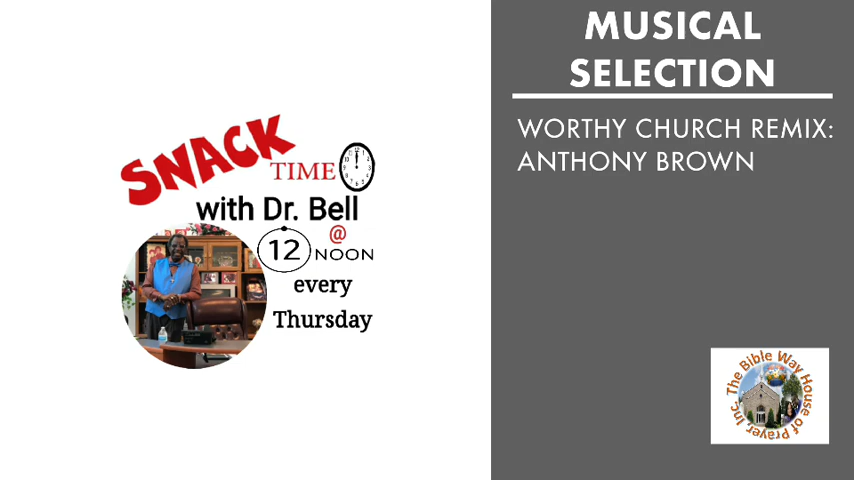 SNACK
TIME
with Dr. Bell
@
12 NOON
every
Thursday
MUSICAL
SELECTION
WORTHY CHURCH REMIX:
ANTHONY BROWN
The Bible Way House of Prayer, Inc.